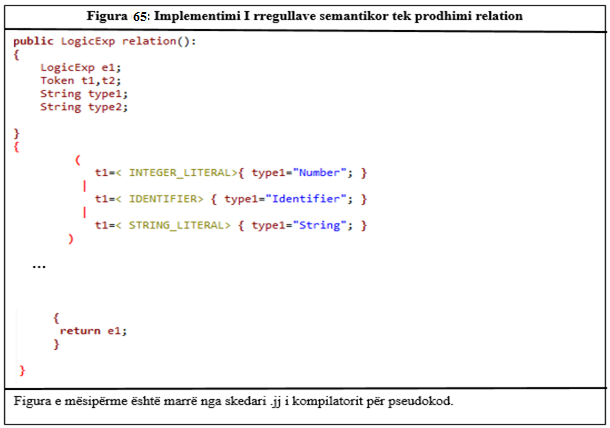 Figura 65: Implementimi I rregullave semantikor tek prodhimi relation
public LogicExp relation():
{
LogicExp e1;
Token t1,t2;
String type1;
String type2;
}
{
(
t1=< INTEGER_LITERAL>{ type1="Number"; }
|
t1=< IDENTIFIER> { type1="Identifier"; }
|
t1=< STRING_LITERAL> { type1="String"; }
)
...
{
return e1;
}
}
Figura e mësipërme është marrë nga skedari .jj i kompilatorit për pseudokod.